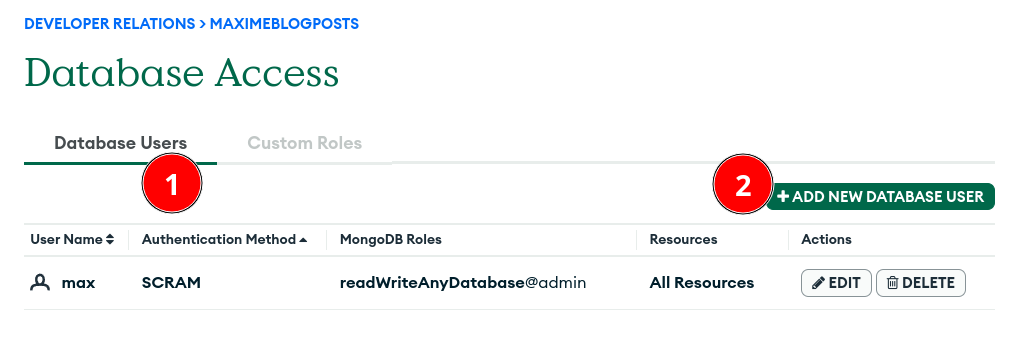 DEVELOPER RELATIONS > MAXIMEBLOGPOSTS
Database Access
Database Users Custom Roles
1 2
+ ADD NEW DATABASE USER
User Name Authentication Method MongoDB Roles Resources Actions
max SCRAM readWriteAnyDatabase@admin All Resources EDIT DELETE